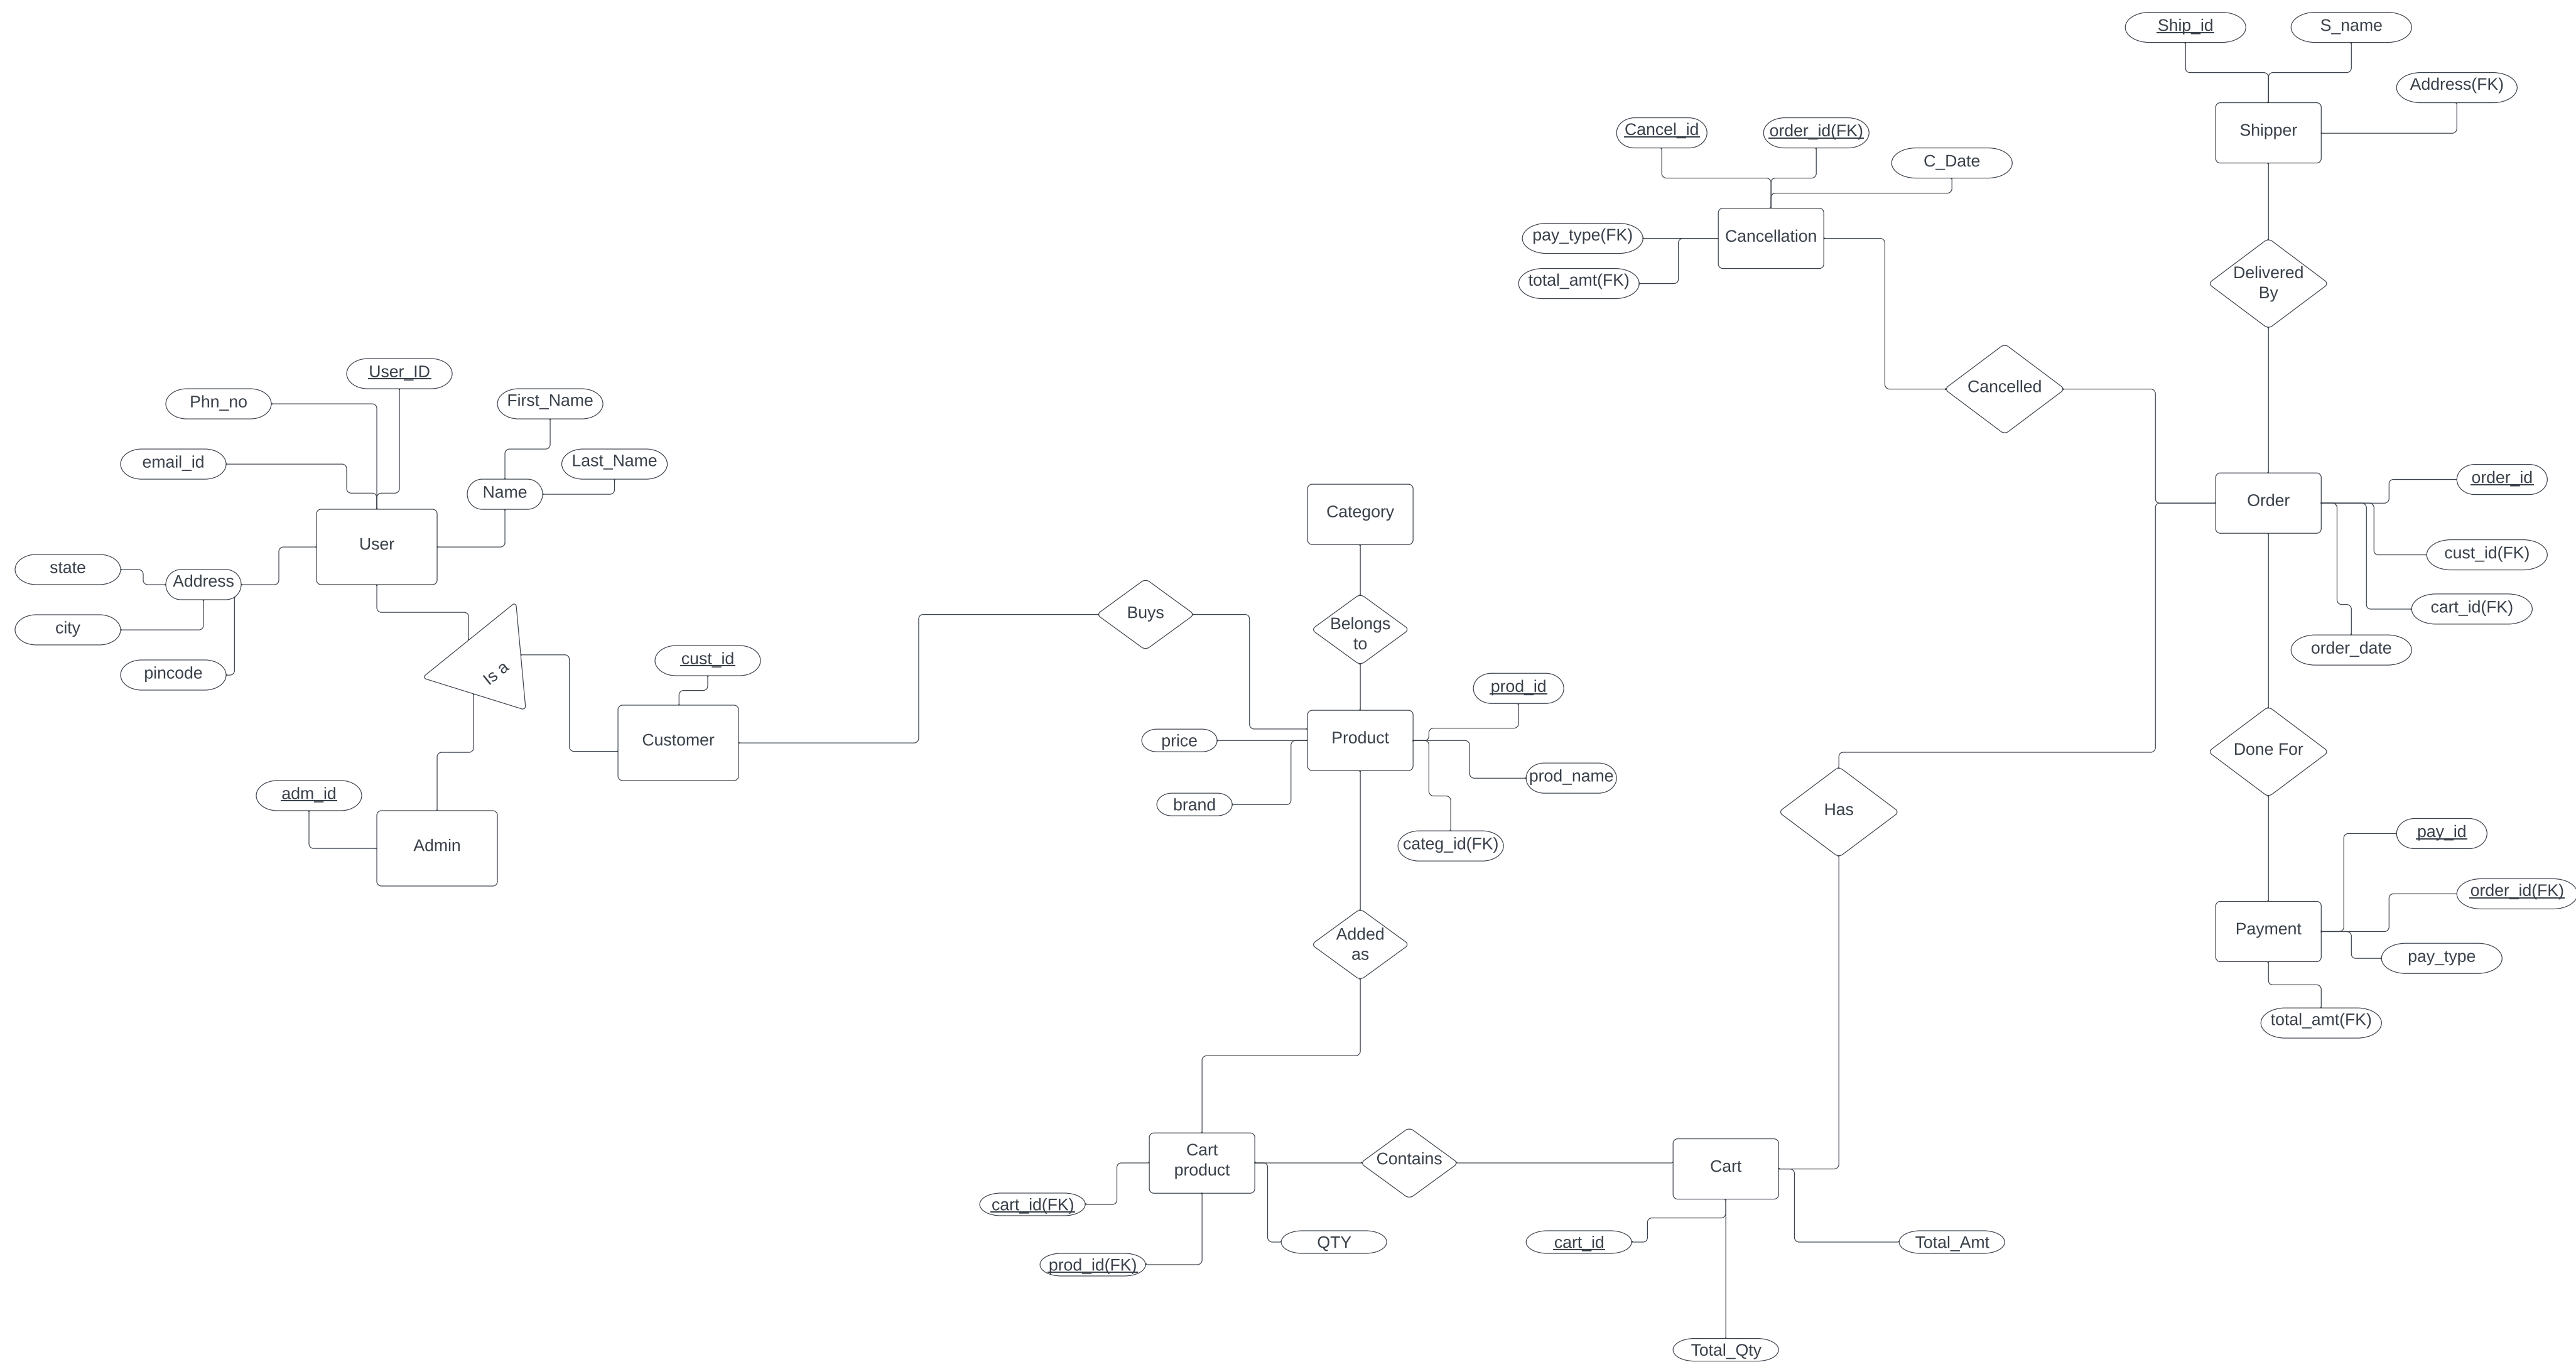 Ship_id
S_name
Address(FK)
Shipper
Cancel_id
order_id(FK)
C_Date
pay_type(FK)
Cancellation
total_amt(FK)
Delivered
By
Cancelled
User_ID
Phn_no
First_Name
email_id
Last_Name
Name
User
state
Address
city
pincode
Is a
cust_id
Customer
adm_id
Admin
Buys
Category
Belongs
to
prod_id
price
Product
prod_name
brand
categ_id(FK)
Added
as
order_id
Order
cust_id(FK)
cart_id(FK)
order_date
Has
Done For
pay_id
order_id(FK)
Payment
pay_type
total_amt(FK)
Cart
product
Contains
Cart
cart_id(FK)
prod_id(FK)
QTY
cart_id
Total_Amt
Total_Qty